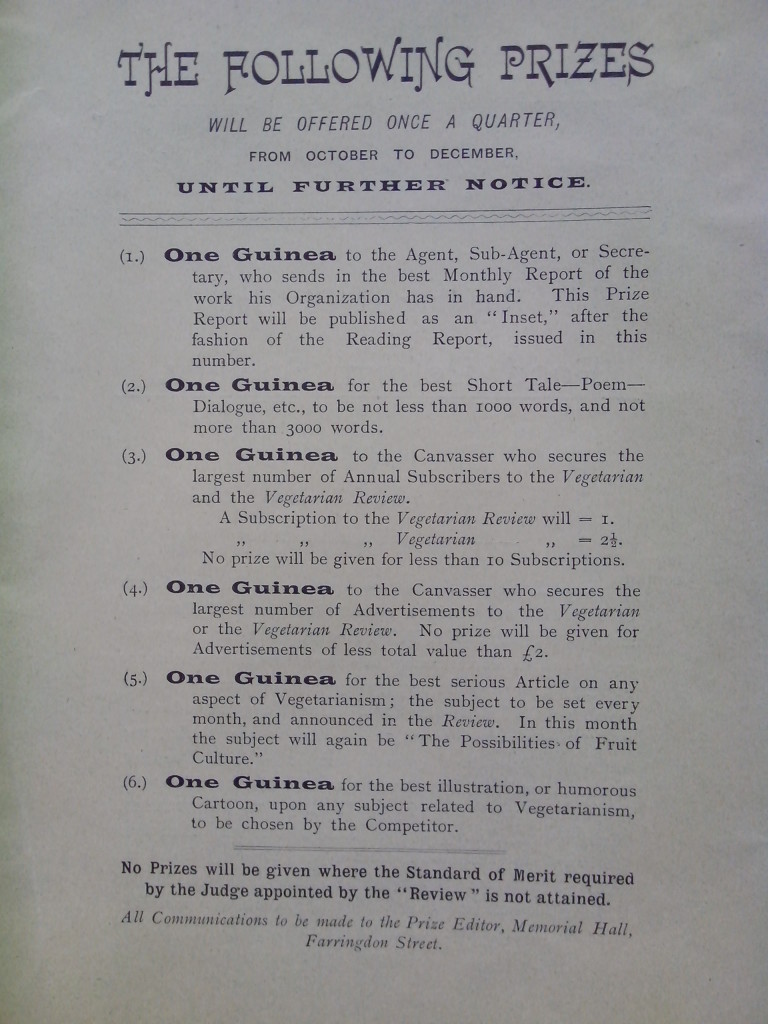 THE FOLLOWING PRIZES
WILL BE OFFERED ONCE A QUARTER,
FROM OCTOBER TO DECEMBER,
UNTIL FURTHER NOTICE.
(1.) One Guinea to the Agent, Sub-Agent, or Secre-
tary, who sends in the best Monthly Report of the
work his Organization has in hand. This Prize
Report will be published as an "Inset," after the
fashion of the Reading Report, issued in this
number.
(2.) One Guinea for the best Short Tale—Poem—
Dialogue, etc., to be not less than 1000 words, and not
more than 3000 words.
(3.) One Guinea to the Canvasser who secures the
largest number of Annual Subscribers to the Vegetarian
and the Vegetarian Review.
A Subscription to the Vegetarian Review will = 1.
,, ,, ,, Vegetarian ,, = 2½.
No prize will be given for less than 10 Subscriptions.
(4.) One Guinea to the Canvasser who secures the
largest number of Advertisements to the Vegetarian
or the Vegetarian Review. No prize will be given for
Advertisements of less total value than £2.
(5.) One Guinea for the best serious Article on any
aspect of Vegetarianism; the subject to be set every
month, and announced in the Review. In this month
the subject will again be "The Possibilities of Fruit
Culture."
(6.) One Guinea for the best illustration, or humorous
Cartoon, upon any subject related to Vegetarianism,
to be chosen by the Competitor.
No Prizes will be given where the Standard of Merit required
by the Judge appointed by the "Review" is not attained.
All Communications to be made to the Prize Editor, Memorial Hall,
Farringdon Street.